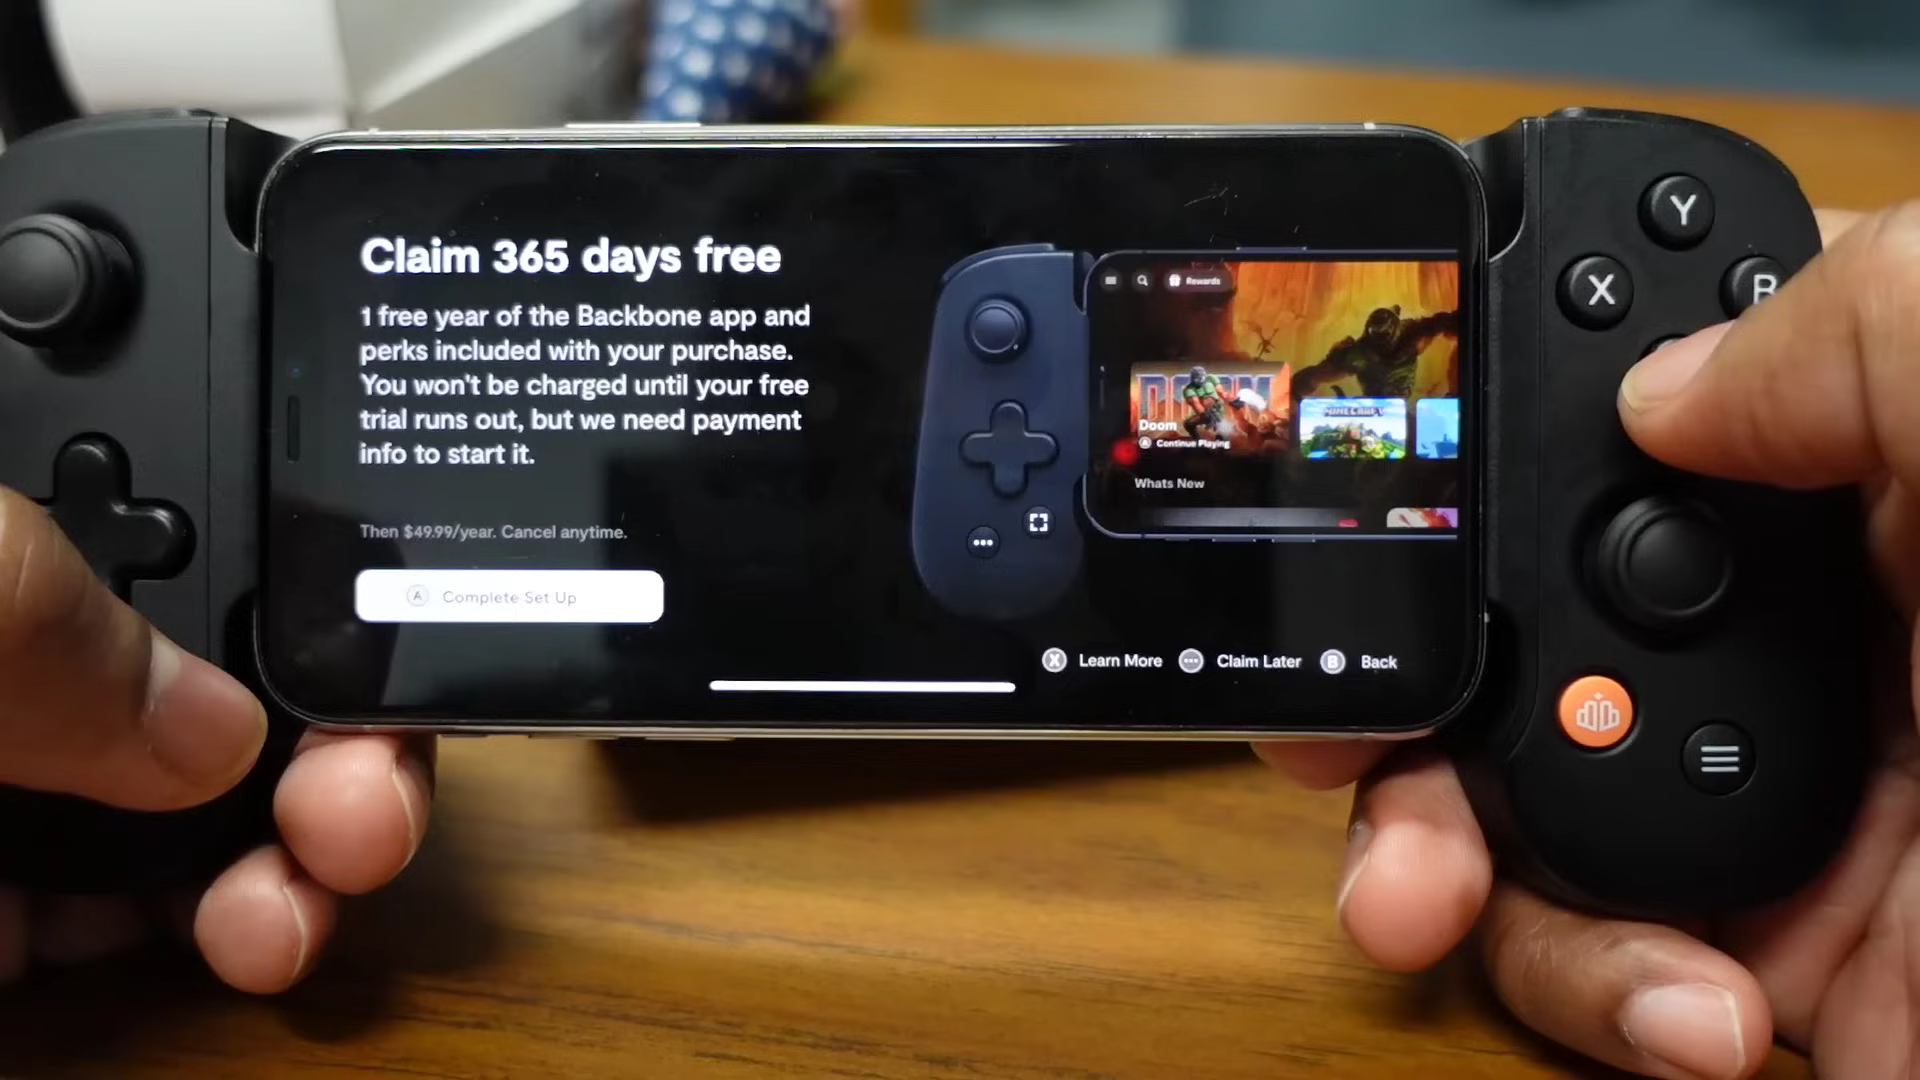 Claim 365 days free
1 free year of the Backbone app and
perks included with your purchase.
You won't be charged until your free
trial runs out, but we need payment
info to start it.
Then $49.99/year. Cancel anytime.
A Complete Set Up
Rewards
DOOM
MINECRAFT
Doom
A Continue Playing
Whats New
X Learn More ... Claim Later B Back
Y
X
B